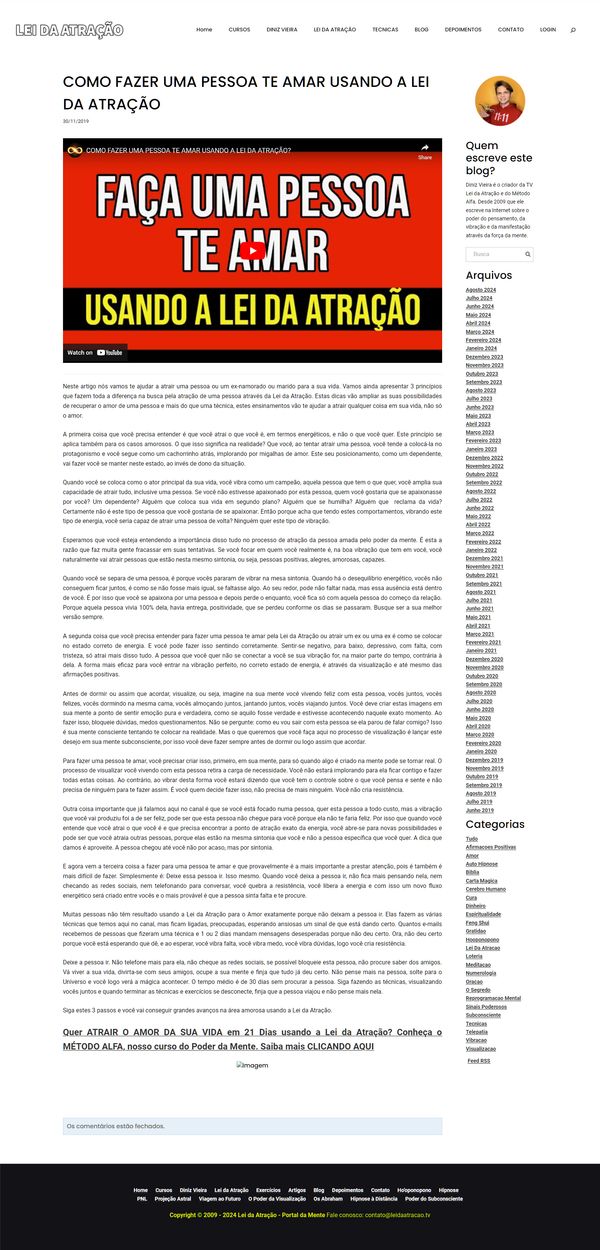 LEI DA ATRAÇÃO
Home CURSOS DINIZ VIEIRA LEI DA ATRAÇÃO TECNICAS BLOG DEPOIMENTOS CONTATO LOGIN
COMO FAZER UMA PESSOA TE AMAR USANDO A LEI
DA ATRAÇÃO
30/11/2019
COMO FAZER UMA PESSOA TE AMAR USANDO A LEI DA ATRAÇÃO?
Share
FAÇA UMA PESSOA
TE AMAR
USANDO A LEI DA ATRAÇÃO
Watch on YouTube
Neste artigo nós vamos te ajudar a atrair uma pessoa ou um ex-namorado ou marido para a sua vida. Vamos ainda apresentar 3 princípios
que fazem toda a diferença na busca pela atração de uma pessoa através da Lei da Atração. Estas dicas vão ampliar as suas possibilidades
de recuperar o amor de uma pessoa e mais do que uma técnica, estes ensinamentos vão te ajudar a atrair qualquer coisa em sua vida, não só
o amor.
A primeira coisa que você precisa entender é que você atrai o que você é, em termos energéticos, e não o que você quer. Este princípio se
aplica também para os casos amorosos. O que isso significa na realidade? Que você, ao tentar atrair uma pessoa, você tende a colocá-la no
protagonismo e você segue como um cachorrinho atrás, implorando por migalhas de amor. Este seu posicionamento, como um dependente,
vai fazer você se manter neste estado, ao invés de dono da situação.
Quando você se coloca como o ator principal da sua vida, você vibra como um campeão, aquela pessoa que tem o que quer, você amplia sua
capacidade de atrair tudo, inclusive uma pessoa. Se você não estivesse apaixonado por esta pessoa, quem você gostaria que se apaixonasse
por você? Um dependente? Alguém que coloca sua vida em segundo plano? Alguém que se humilha? Alguém que reclama da vida?
Certamente não é este tipo de pessoa que você gostaria de se apaixonar. Então porque acha que tendo estes comportamentos, vibrando este
tipo de energia, você seria capaz de atrair uma pessoa de volta? Ninguém quer este tipo de vibração.
Esperamos que você esteja entendendo a importância disso tudo no processo de atração da pessoa amada pelo poder da mente. É esta a
razão que faz muita gente fracassar em suas tentativas. Se você focar em quem você realmente é, na boa vibração que tem em você, você
naturalmente vai atrair pessoas que estão nesta mesmo sintonia, ou seja, pessoas positivas, alegres, amorosas, capazes.
Quando você se separa de uma pessoa, é porque vocês pararam de vibrar na mesa sintonia. Quando há o desequilíbrio energético, vocês não
conseguem ficar juntos, é como se não fosse mais igual, se faltasse algo. Ao seu redor, pode não faltar nada, mas essa ausência está dentro
de você. É por isso que você se apaixona por uma pessoa e depois perde o enquanto, você fica só com aquela pessoa do começo da relação.
Porque aquela pessoa vivia 100% dela, havia entrega, positividade, que se perdeu conforme os dias se passaram. Busque ser a sua melhor
versão sempre.
A segunda coisa que você precisa entender para fazer uma pessoa te amar pela Lei da Atração ou atrair um ex ou uma ex é como se colocar
no estado correto de energia. E você pode fazer isso sentindo corretamente. Sentir-se negativo, para baixo, depressivo, com falta, com
tristeza, só atrai mais disso tudo. A pessoa que você quer não se conectar a você se sua vibração for, na maior parte do tempo, contrária à
dela. A forma mais eficaz para você entrar na vibração perfeito, no correto estado de energia, é através da visualização e até mesmo das
afirmações positivas.
Antes de dormir ou assim que acordar, visualize, ou seja, imagine na sua mente você vivendo feliz com esta pessoa, vocês juntos, vocês
felizes, vocês dormindo na mesma cama, vocês almoçando juntos, jantando juntos, vocês viajando juntos. Você deve criar estas imagens em
sua mente a ponto de sentir emoção pura e verdadeira, como se aquilo fosse verdade e estivesse acontecendo naquele exato momento. Ao
fazer isso, bloqueie dúvidas, medos questionamentos. Não se pergunte: como eu vou sair com essa pessoa se ela parou de falar comigo? Isso
é sua mente consciente tentando te colocar na realidade. Mas o que queremos que você faça aqui no processo de visualização é lançar este
desejo em sua mente subconsciente, por isso você deve fazer sempre antes de dormir ou logo assim que acordar.
Para fazer uma pessoa te amar, você precisar criar isso, primeiro, em sua mente, para só quando algo é criado na mente pode se tornar real. O
processo de visualizar você vivendo com esta pessoa retira a carga de necessidade. Você não estará implorando para ela ficar contigo e fazer
todas estas coisas. Ao contrário, ao vibrar desta forma você estará dizendo que você tem o controle sobre o que você pensa e sente e não
precisa de ninguém para te fazer assim. É você quem decide fazer isso, não precisa de mais ninguém. Você não cria resistência.
Outra coisa importante que já falamos aqui no canal é que se você está focado numa pessoa, quer esta pessoa a todo custo, mas a vibração
que você vai produziu foi a de ser feliz, pode ser que esta pessoa não chegue para você porque ela não te faria feliz. Por isso que quando você
entende que você atrai o que você é e que precisa encontrar o ponto de atração exato da energia, você abre-se para novas possibilidades e
pode ser que você atraia outras pessoas, porque elas estão na mesma sintonia que você e não a pessoa específica que você quer. A dica que
damos é aproveite. A pessoa chegou até você não por acaso, mas por sintonia.
E agora vem a terceira coisa a fazer para uma pessoa te amar e que provavelmente é a mais importante a prestar atenção, pois é também é
mais difícil de fazer. Simplesmente é: Deixe essa pessoa ir. Isso mesmo. Quando você deixa a pessoa ir, não fica mais pensando nela, nem
checando as redes sociais, nem telefonando para conversar, você quebra a resistência, você libera a energia e com isso um novo fluxo
energético será criado entre vocês e o mais provável é que a pessoa sinta falta e te procure.
Muitas pessoas não têm resultado usando a Lei da Atração para o Amor exatamente porque não deixam a pessoa ir. Elas fazem as várias
técnicas que temos aqui no canal, mas ficam ligadas, preocupadas, esperando ansiosas um sinal de que está dando certo. Quantos e-mails
recebemos de pessoas que fizeram uma técnica e 1 ou 2 dias mandam mensagens desesperadas porque não deu certo. Ora, não deu certo
porque você está esperando que dê, e ao esperar, você vibra falta, você vibra medo, você vibra dúvidas, logo você cria resistência.
Deixe a pessoa ir. Não telefone mais para ela, não cheque as redes sociais, se possível bloqueie esta pessoa, não procure saber dos amigos.
Vá viver a sua vida, divirta-se com seus amigos, ocupe a sua mente e finja que tudo já deu certo. Não pense mais na pessoa, solte para o
Universo e você logo verá a mágica acontecer. O tempo médio é de 30 dias sem procurar a pessoa. Siga fazendo as técnicas, visualizando
vocês juntos e quando terminar as técnicas e exercícios se desconecte, finja que a pessoa viajou e não pense mais nela.
Siga estes 3 passos e você vai conseguir grandes avanços na área amorosa usando a Lei da Atração.
Quer ATRAIR O AMOR DA SUA VIDA em 21 Dias usando a Lei da Atração? Conheça o
MÉTODO ALFA, nosso curso do Poder da Mente. Saiba mais CLICANDO AQUI
Imagem
Os comentários estão fechados.
11:11
Quem
escreve este
blog?
Diniz Vieira é o criador da TV
Lei da Atração e do Método
Alfa. Desde 2009 que ele
escreve na Internet sobre o
poder do pensamento, da
vibração e da manifestação
através da força da mente.
Busca
Arquivos
Agosto 2024
Julho 2024
Junho 2024
Maio 2024
Abril 2024
Março 2024
Fevereiro 2024
Janeiro 2024
Dezembro 2023
Novembro 2023
Outubro 2023
Setembro 2023
Agosto 2023
Julho 2023
Junho 2023
Maio 2023
Abril 2023
Março 2023
Fevereiro 2023
Janeiro 2023
Dezembro 2022
Novembro 2022
Outubro 2022
Setembro 2022
Agosto 2022
Julho 2022
Junho 2022
Maio 2022
Abril 2022
Março 2022
Fevereiro 2022
Janeiro 2022
Dezembro 2021
Novembro 2021
Outubro 2021
Setembro 2021
Agosto 2021
Julho 2021
Junho 2021
Maio 2021
Abril 2021
Março 2021
Fevereiro 2021
Janeiro 2021
Dezembro 2020
Novembro 2020
Outubro 2020
Setembro 2020
Agosto 2020
Julho 2020
Junho 2020
Maio 2020
Abril 2020
Março 2020
Fevereiro 2020
Janeiro 2020
Dezembro 2019
Novembro 2019
Outubro 2019
Setembro 2019
Agosto 2019
Julho 2019
Junho 2019
Categorias
Tudo
Afirmacoes Positivas
Amor
Auto Hipnose
Biblia
Carta Magica
Cerebro Humano
Cura
Dinheiro
Espiritualidade
Feng Shui
Gratidao
Hooponopono
Lei Da Atracao
Loteria
Meditacao
Numerologia
Oracao
O Segredo
Reprogramacao Mental
Sinais Poderosos
Subconsciente
Tecnicas
Telepatia
Vibracao
Visualizacao
Feed RSS
Home Cursos Diniz Vieira Lei da Atração Exercícios Artigos Blog Depoimentos Contato Ho'oponopono Hipnose
PNL Projeção Astral Viagem ao Futuro O Poder da Visualização Os Abraham Hipnose à Distância Poder do Subconsciente
Copyright © 2009 - 2024 Lei da Atração - Portal da Mente Fale conosco: contato@leidaatracao.tv